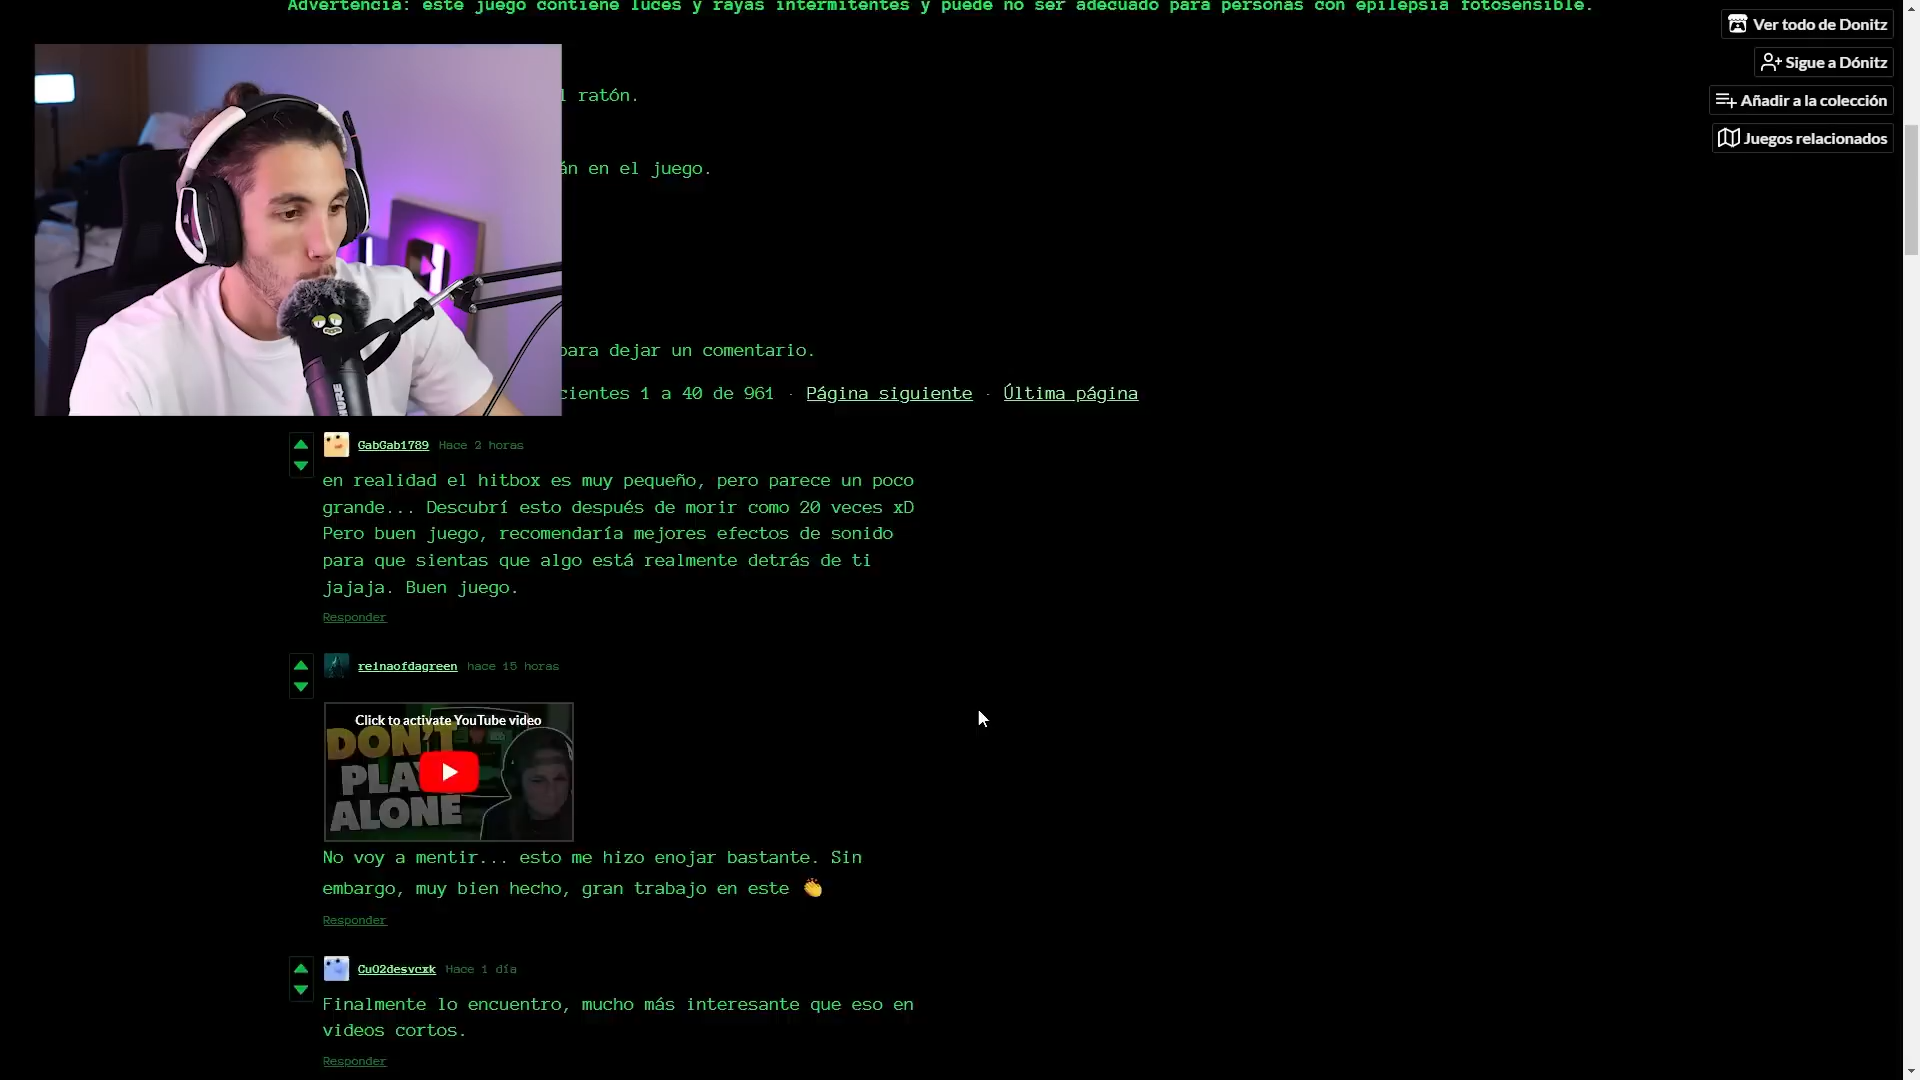 Advertencia: este juego contiene luces y rayas intermitentes y puede no ser adecuado para personas con epilepsia fotosensible.
Ver todo de Donitz
Sigue a Dónitz
Añadir a la colección
Juegos relacionados
l ratón.
án en el juego.
para dejar un comentario.
cientes 1 a 40 de 961 · Página siguiente · Última página
SHURE
GabGab1789 Hace 2 horas
en realidad el hitbox es muy pequeño, pero parece un poco
grande... Descubrí esto después de morir como 20 veces xD
Pero buen juego, recomendaría mejores efectos de sonido
para que sientas que algo está realmente detrás de ti
jajaja. Buen juego.
Responder
re1naofdagreen hace 15 horas
Click to activate YouTube video
DON'T
PLA
ALONE
No voy a mentir... esto me hizo enojar bastante. Sin
embargo, muy bien hecho, gran trabajo en este 👏
Responder
CuO2desvcxk Hace 1 día
Finalmente lo encuentro, mucho más interesante que eso en
videos cortos.
Responder